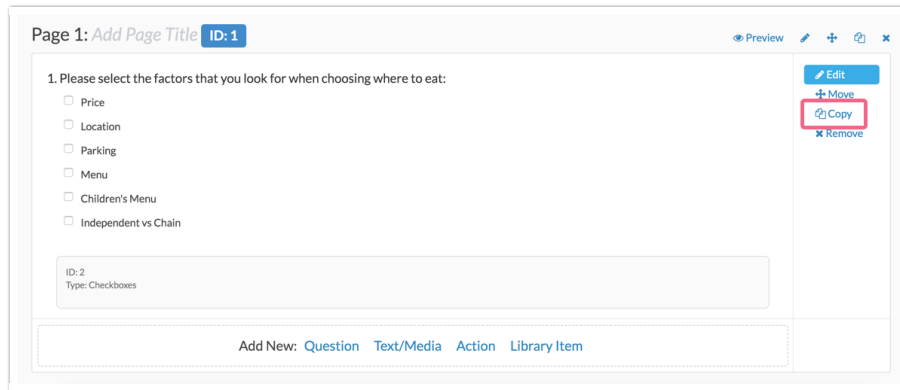 Page 1: Add Page Title ID: 1
Preview
1. Please select the factors that you look for when choosing where to eat:
Price
Location
Parking
Menu
Children's Menu
Independent vs Chain
Edit
Move
Copy
Remove
ID: 2
Type: Checkboxes
Add New: Question Text/Media Action Library Item